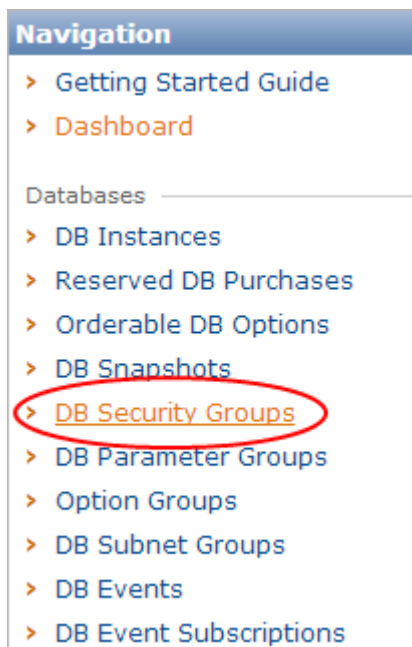 Navigation
Getting Started Guide
Dashboard
Databases
DB Instances
Reserved DB Purchases
Orderable DB Options
DB Snapshots
DB Security Groups
DB Parameter Groups
Option Groups
DB Subnet Groups
DB Events
DB Event Subscriptions